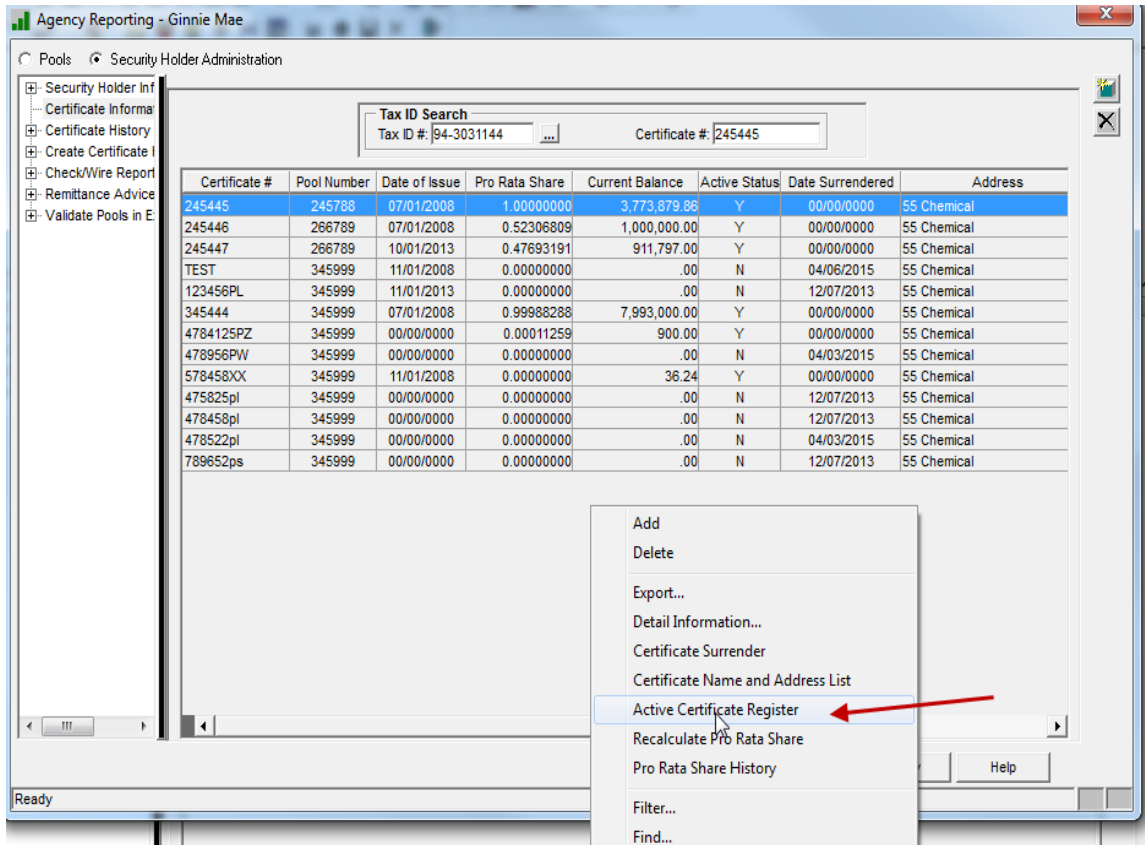 Agency Reporting - Ginnie Mae
X
Pools Security Holder Administration
Security Holder Inf
Certificate Informa
Certificate History
Create Certificate I
Check/Wire Report
Remittance Advice
Validate Pools in E
Tax ID Search
Tax ID #: 94-3031144 ... Certificate #: 245445
Certificate # Pool Number Date of Issue Pro Rata Share Current Balance Active Status Date Surrendered Address
245445 245788 07/01/2008 1.00000000 3,773,879.86 Y 00/00/0000 55 Chemical
245446 266789 07/01/2008 0.52306809 1,000,000.00 Y 00/00/0000 55 Chemical
245447 266789 10/01/2013 0.47693191 911,797.00 Y 00/00/0000 55 Chemical
TEST 345999 11/01/2008 0.00000000 .00 N 04/06/2015 55 Chemical
123456PL 345999 11/01/2013 0.00000000 .00 N 12/07/2013 55 Chemical
345444 345999 07/01/2008 0.99988288 7,993,000.00 Y 00/00/0000 55 Chemical
4784125PZ 345999 00/00/0000 0.00011259 900.00 Y 00/00/0000 55 Chemical
478956PW 345999 00/00/0000 0.00000000 .00 N 04/03/2015 55 Chemical
578458XX 345999 11/01/2008 0.00000000 36.24 Y 00/00/0000 55 Chemical
475825pl 345999 00/00/0000 0.00000000 .00 N 12/07/2013 55 Chemical
478458pl 345999 00/00/0000 0.00000000 .00 N 12/07/2013 55 Chemical
478522pl 345999 00/00/0000 0.00000000 .00 N 04/03/2015 55 Chemical
789652ps 345999 00/00/0000 0.00000000 .00 N 12/07/2013 55 Chemical
Add
Delete
Export...
Detail Information...
Certificate Surrender
Certificate Name and Address List
Active Certificate Register
Recalculate Pro Rata Share
Pro Rata Share History
Filter...
Find...
Help
Ready